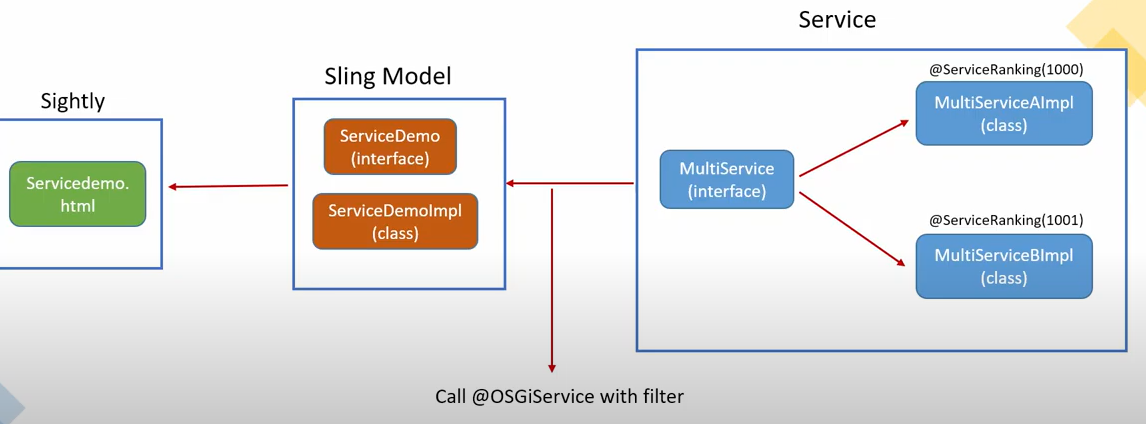 Service
Sling Model
Sightly
@ServiceRanking(1000)
MultiServiceAImpl
(class)
ServiceDemo
(interface)
MultiService
(interface)
Servicedemo.
html
ServiceDemoImpl
(class)
@ServiceRanking(1001)
MultiServiceBImpl
(class)
Call @OSGiService with filter